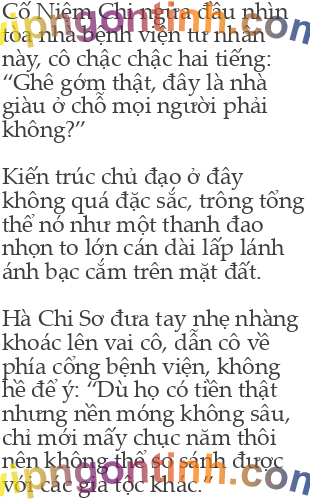 Cố Niệm Chi ngửa đầu nhìn
tòa nhà bệnh viện tư nhân
này, cô chậc chậc hai tiếng:
“Ghê gớm thật, đây là nhà
giàu ở chỗ mọi người phải
không?”
Kiến trúc chủ đạo ở đây
không quá đặc sắc, trông tổng
thể nó như một thanh đao
nhọn to lớn cán dài lấp lánh
ánh bạc cắm trên mặt đất.
Hà Chi Sơ đưa tay nhẹ nhàng
khoác lên vai cô, dẫn cô về
phía cổng bệnh viện, không
hề để ý: “Dù họ có tiền thật
nhưng nền móng không sâu,
chỉ mới mấy chục năm thôi
nên không thể so sánh được
với các gia tộc khác.”
vipngontinh.com
vipngontinh.com